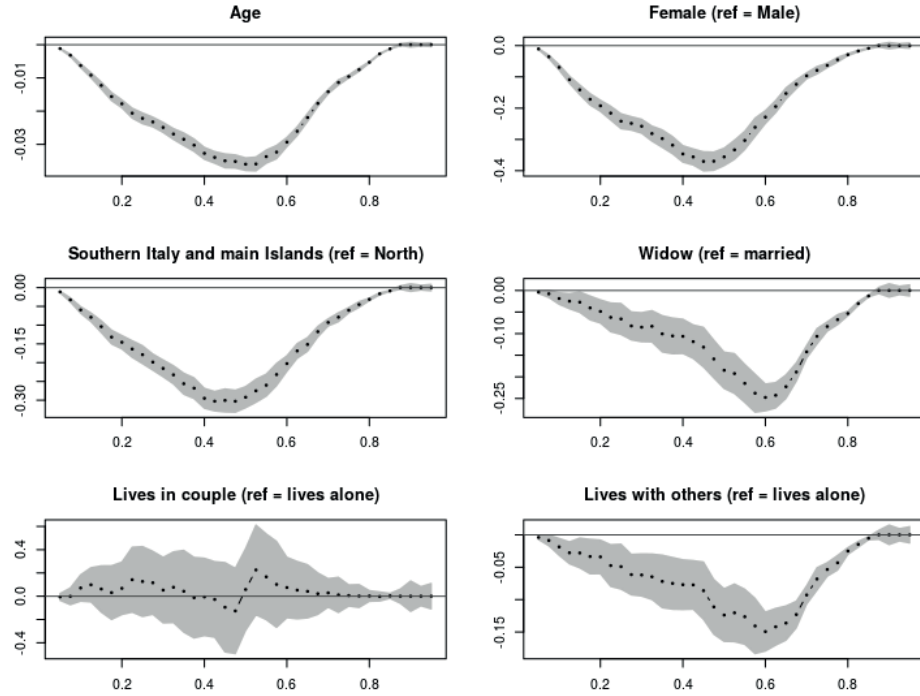 Age
-0.01
-0.03
0.2 0.4 0.6 0.8
Female (ref = Male)
0.0
-0.2
-0.4
0.2 0.4 0.6 0.8
Southern Italy and main Islands (ref = North)
0.00
-0.15
-0.30
0.2 0.4 0.6 0.8
Widow (ref = married)
0.00
-0.10
-0.25
0.2 0.4 0.6 0.8
Lives in couple (ref = lives alone)
0.4
0.0
-0.4
0.2 0.4 0.6 0.8
Lives with others (ref = lives alone)
-0.05
-0.15
0.2 0.4 0.6 0.8